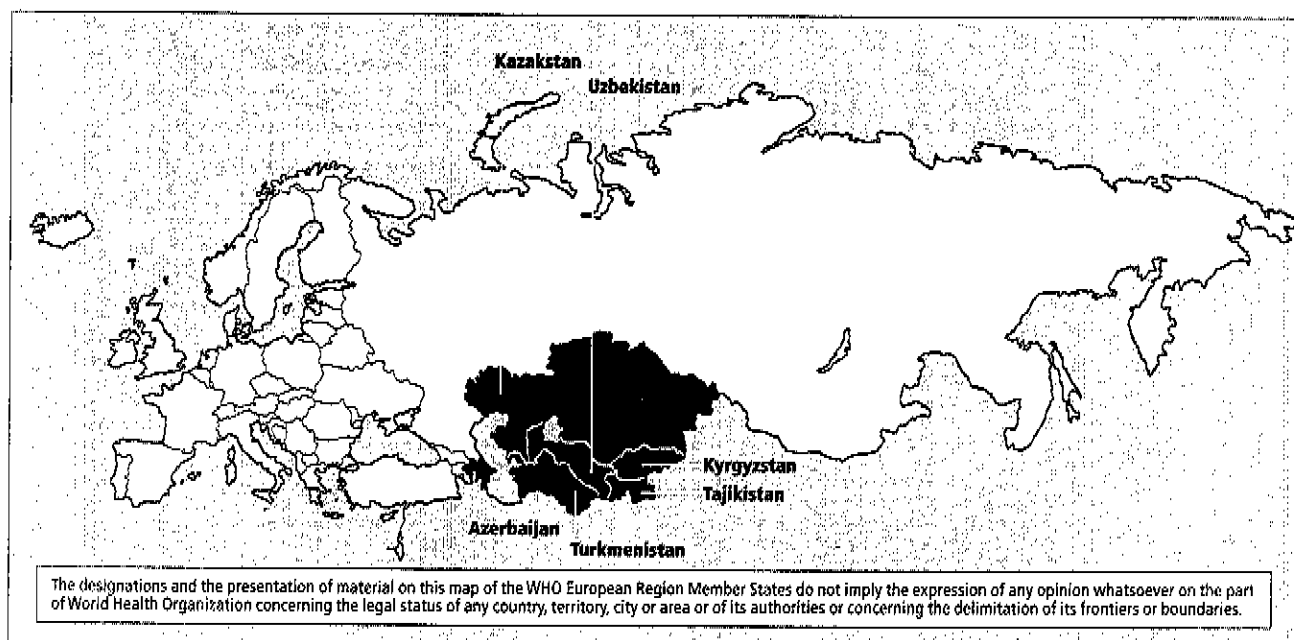 Kazakstan
Uzbekistan
Kyrgyzstan
Tajikistan
Azerbaijan
Turkmenistan
The designations and the presentation of material on this map of the WHO European Region Member States do not imply the expression of any opinion whatsoever on the part
of World Health Organization concerning the legal status of any country, territory, city or area or of its authorities or concerning the delimitation of its frontiers or boundaries.